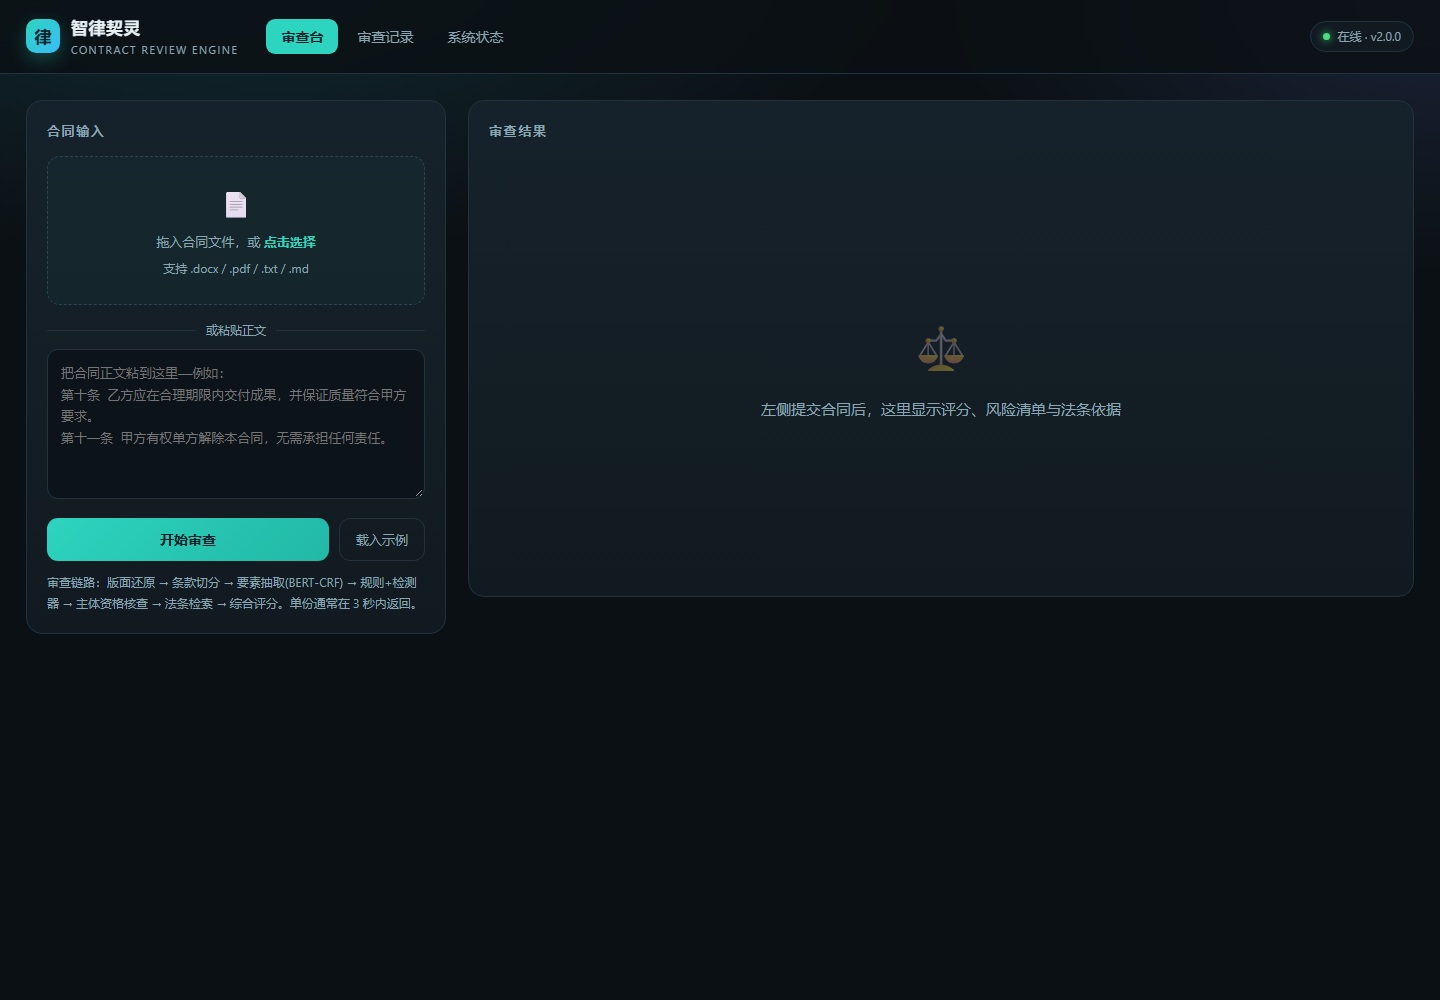 律
智律契灵
CONTRACT REVIEW ENGINE
审查台
审查记录
系统状态
在线 · v2.0.0
合同输入
拖入合同文件，或 点击选择
支持 .docx / .pdf / .txt / .md
或粘贴正文
把合同正文粘到这里——例如：
第十条 乙方应在合理期限内交付成果，并保证质量符合甲方
要求。
第十一条 甲方有权单方解除本合同，无需承担任何责任。
开始审查
载入示例
审查链路：版面还原 → 条款切分 → 要素抽取(BERT-CRF) → 规则+检测
器 → 主体资格核查 → 法条检索 → 综合评分。单份通常在 3 秒内返回。
审查结果
左侧提交合同后，这里显示评分、风险清单与法条依据